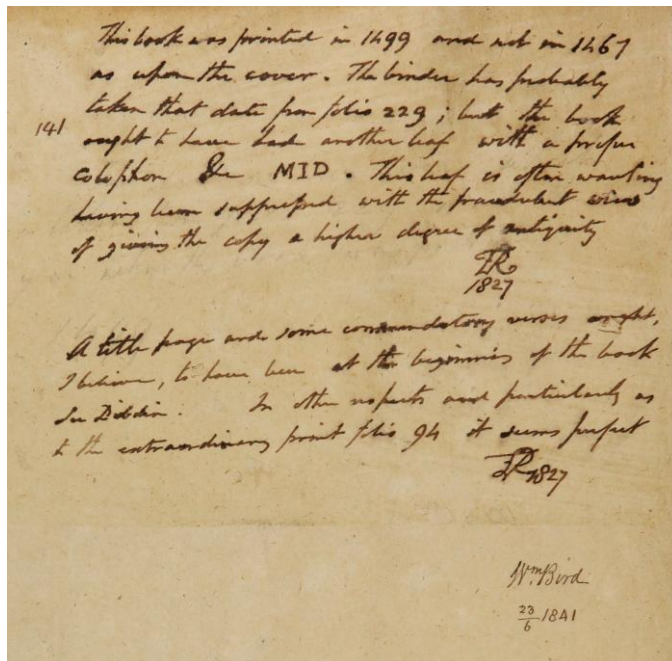 This book was printed in 1499 and not in 1467
as upon the cover. The binder has probably
taken that date from folio 229; but the book
141
ought to have had another leaf with a proper
colophon &c MID. This leaf is often wanting
having been suppressed with the fraudulent view
of giving the copy a higher degree of antiquity
1827
A title page and some commendatory verses ought,
I believe, to have been at the beginning of the book
See Dibdin. In other respects and particularly as
to the extraordinary print folio 94 it seems perfect
1827
Wm Bird
23/6 1841